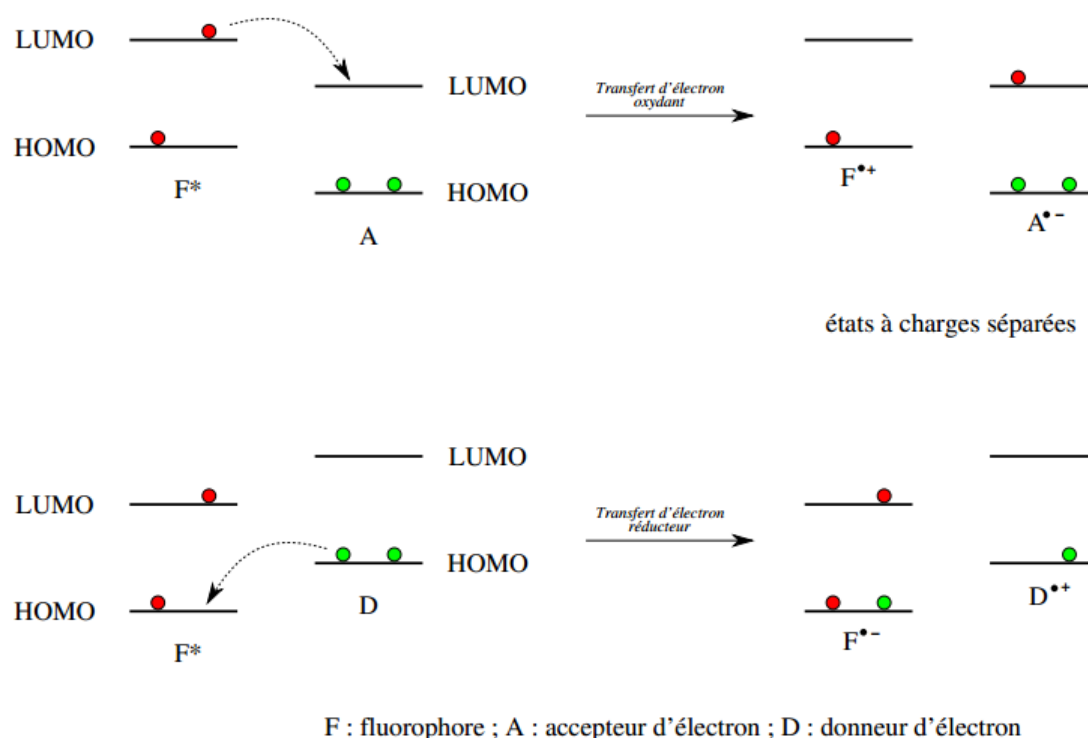 LUMO
LUMO
HOMO
HOMO
F*
A
Transfert d'électron
oxydant
F•+
A•−
états à charges séparées
LUMO
LUMO
HOMO
HOMO
D
F*
Transfert d'électron
réducteur
D•+
F•−
F : fluorophore ; A : accepteur d'électron ; D : donneur d'électron